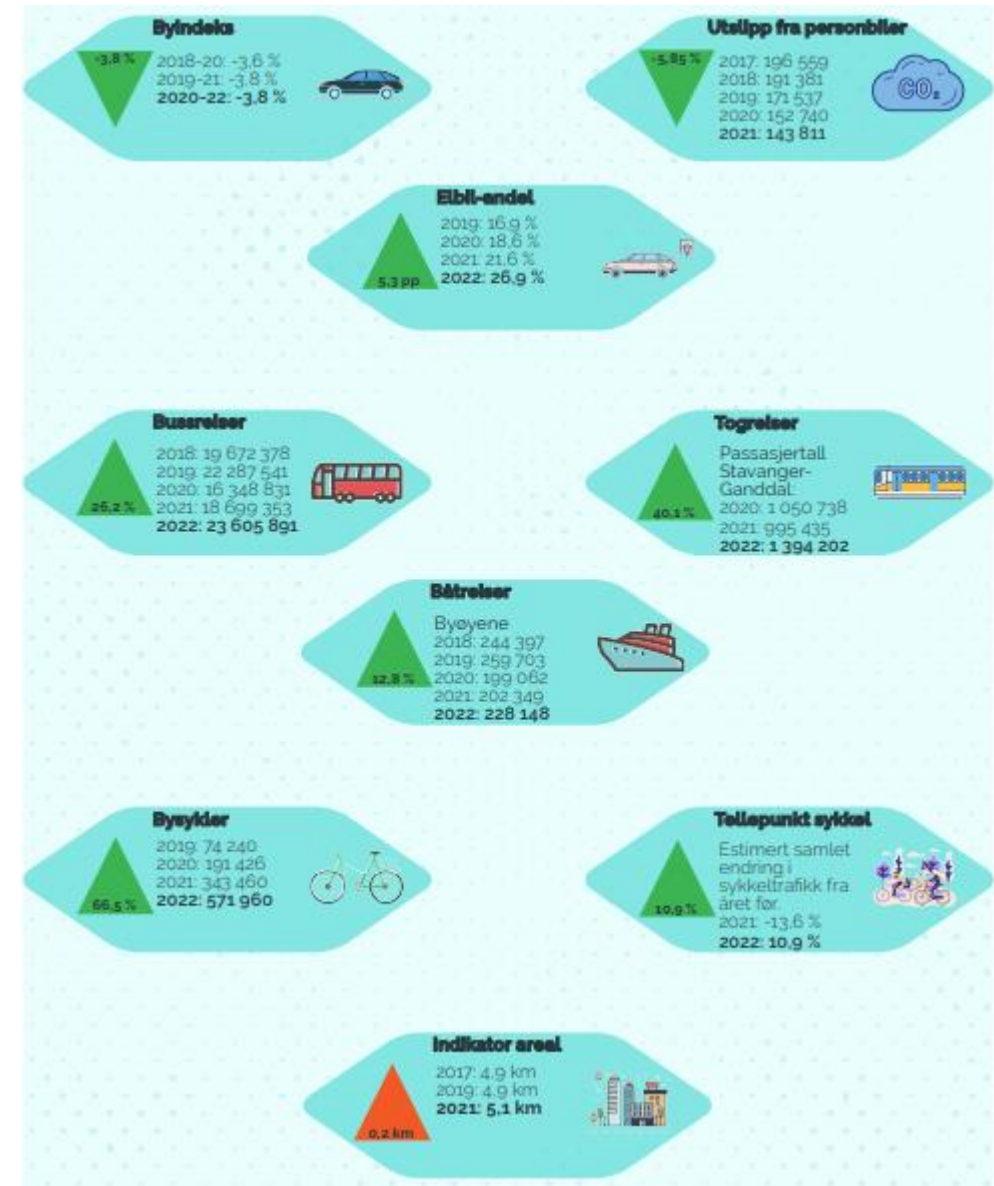 Byindeks
-3,8 %
2018-20: -3,6 %
2019-21: -3,8 %
2020-22: -3,8 %
Utslipp fra personbiler
-5,85 %
2017: 196 559
2018: 191 381
2019: 171 537
2020: 152 740
2021: 143 811
CO₂
Elbil-andel
5,3 pp
2019: 16,9 %
2020: 18,6 %
2021: 21,6 %
2022: 26,9 %
Bussreiser
26,2 %
2018: 19 672 378
2019: 22 287 541
2020: 16 348 831
2021: 18 699 353
2022: 23 605 891
Togreiser
40,1 %
Passasjertall
Stavanger-
Ganddal:
2020: 1 050 738
2021: 995 435
2022: 1 394 202
Båtreiser
12,8 %
Byøyene
2018: 244 397
2019: 259 703
2020: 199 062
2021: 202 349
2022: 228 148
Bysykler
66,5 %
2019: 74 240
2020: 191 426
2021: 343 460
2022: 571 960
Tellepunkt sykkel
10,9 %
Estimert samlet
endring i
sykkeltrafikk fra
året før.
2021: -13,6 %
2022: 10,9 %
Indikator areal
0,2 km
2017: 4,9 km
2019: 4,9 km
2021: 5,1 km